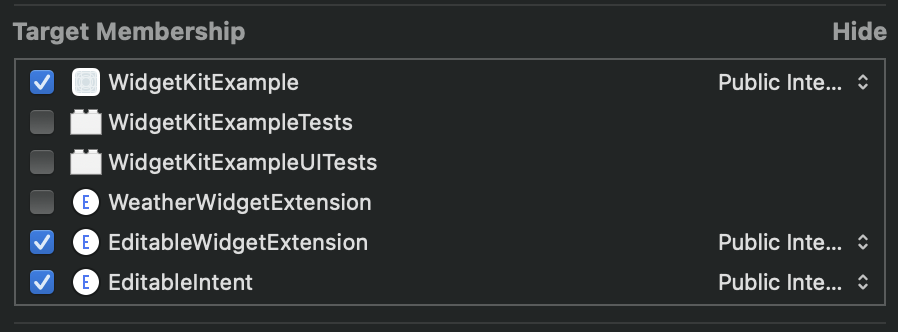 Target Membership Hide
WidgetKitExample Public Inte...
WidgetKitExampleTests
WidgetKitExampleUITests
E WeatherWidgetExtension
E EditableWidgetExtension Public Inte...
E EditableIntent Public Inte...